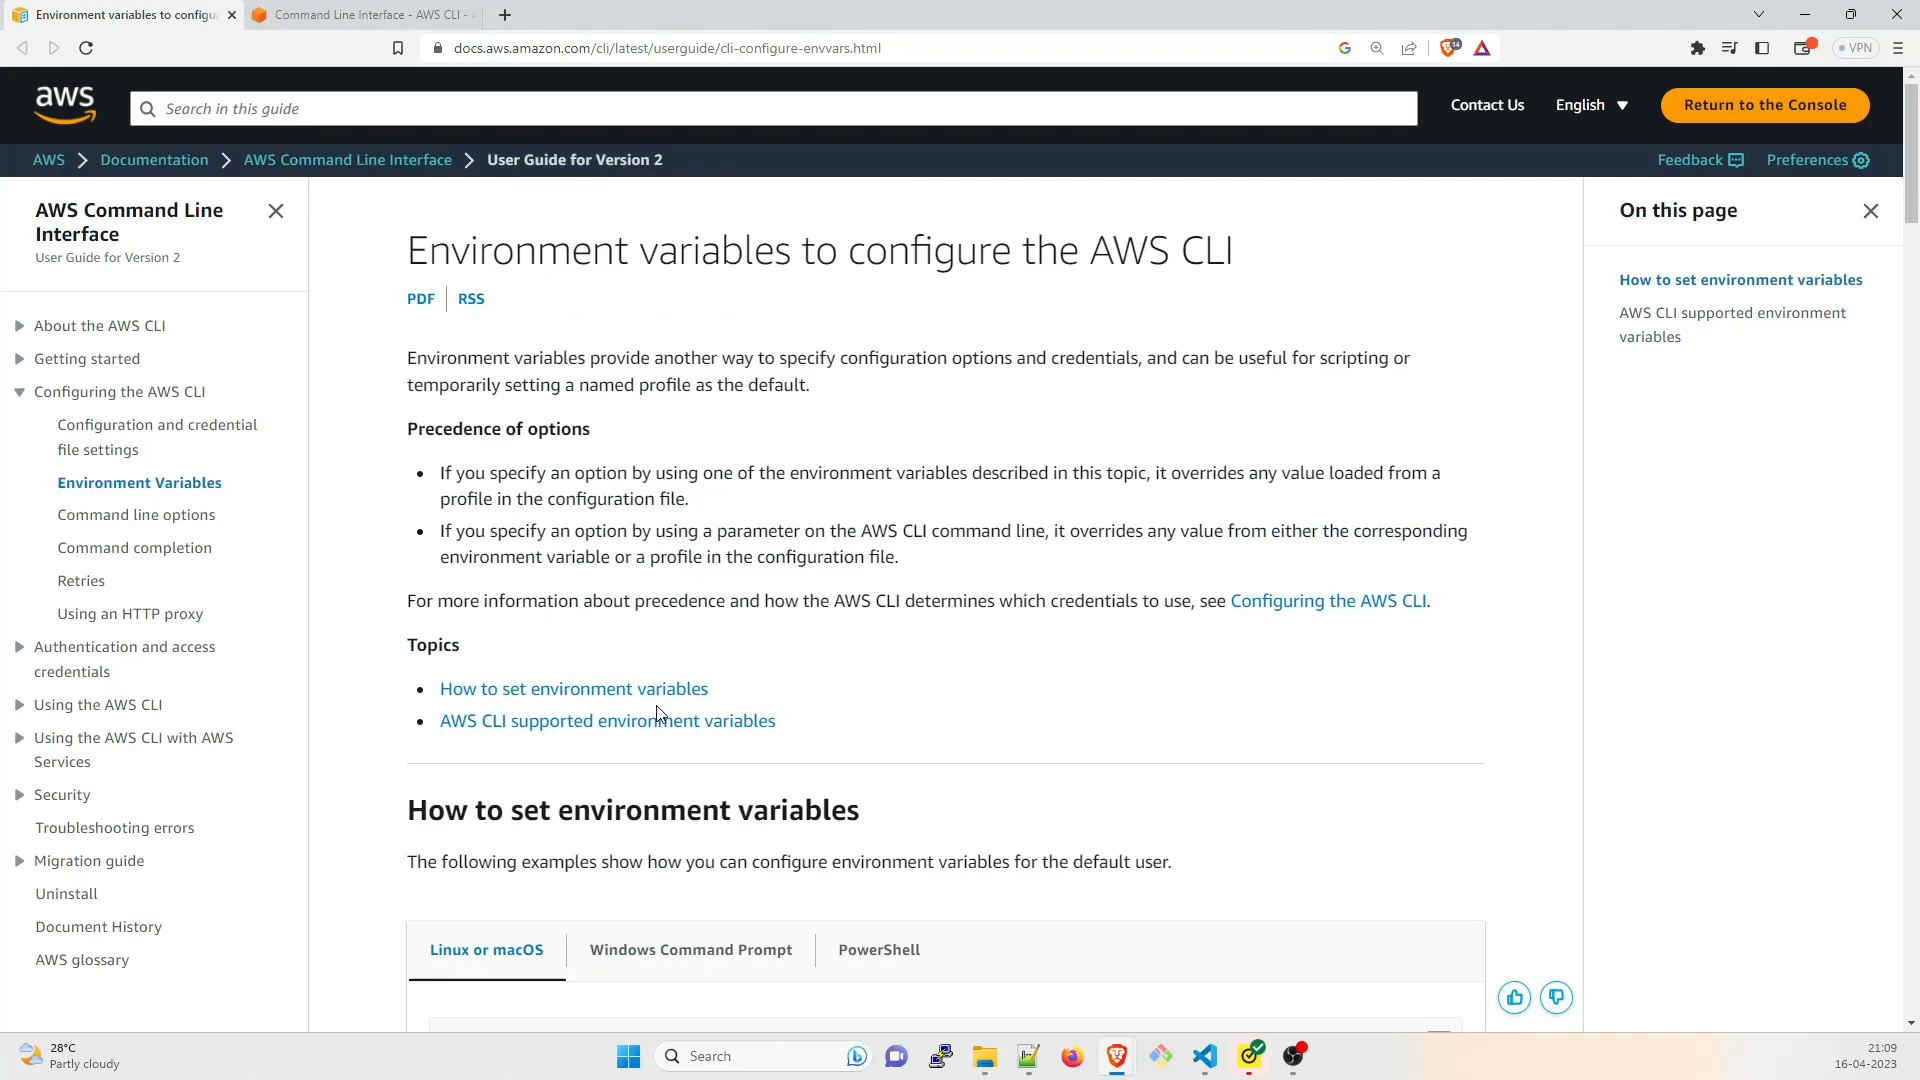 Environment variables to configu
Command Line Interface - AWS CLI -
docs.aws.amazon.com/cli/latest/userguide/cli-configure-envvars.html
14
VPN
aws
Search in this guide
Contact Us
English
Return to the Console
AWS
Documentation
AWS Command Line Interface
User Guide for Version 2
Feedback
Preferences
AWS Command Line
Interface
User Guide for Version 2
About the AWS CLI
Getting started
Configuring the AWS CLI
Configuration and credential
file settings
Environment Variables
Command line options
Command completion
Retries
Using an HTTP proxy
Authentication and access
credentials
Using the AWS CLI
Using the AWS CLI with AWS
Services
Security
Troubleshooting errors
Migration guide
Uninstall
Document History
AWS glossary
Environment variables to configure the AWS CLI
PDF
RSS
Environment variables provide another way to specify configuration options and credentials, and can be useful for scripting or
temporarily setting a named profile as the default.
Precedence of options
• If you specify an option by using one of the environment variables described in this topic, it overrides any value loaded from a
profile in the configuration file.
• If you specify an option by using a parameter on the AWS CLI command line, it overrides any value from either the corresponding
environment variable or a profile in the configuration file.
For more information about precedence and how the AWS CLI determines which credentials to use, see Configuring the AWS CLI.
Topics
• How to set environment variables
• AWS CLI supported environment variables
How to set environment variables
The following examples show how you can configure environment variables for the default user.
Linux or macOS
Windows Command Prompt
PowerShell
On this page
How to set environment variables
AWS CLI supported environment
variables
28°C
Partly cloudy
Search
21:09
16-04-2023